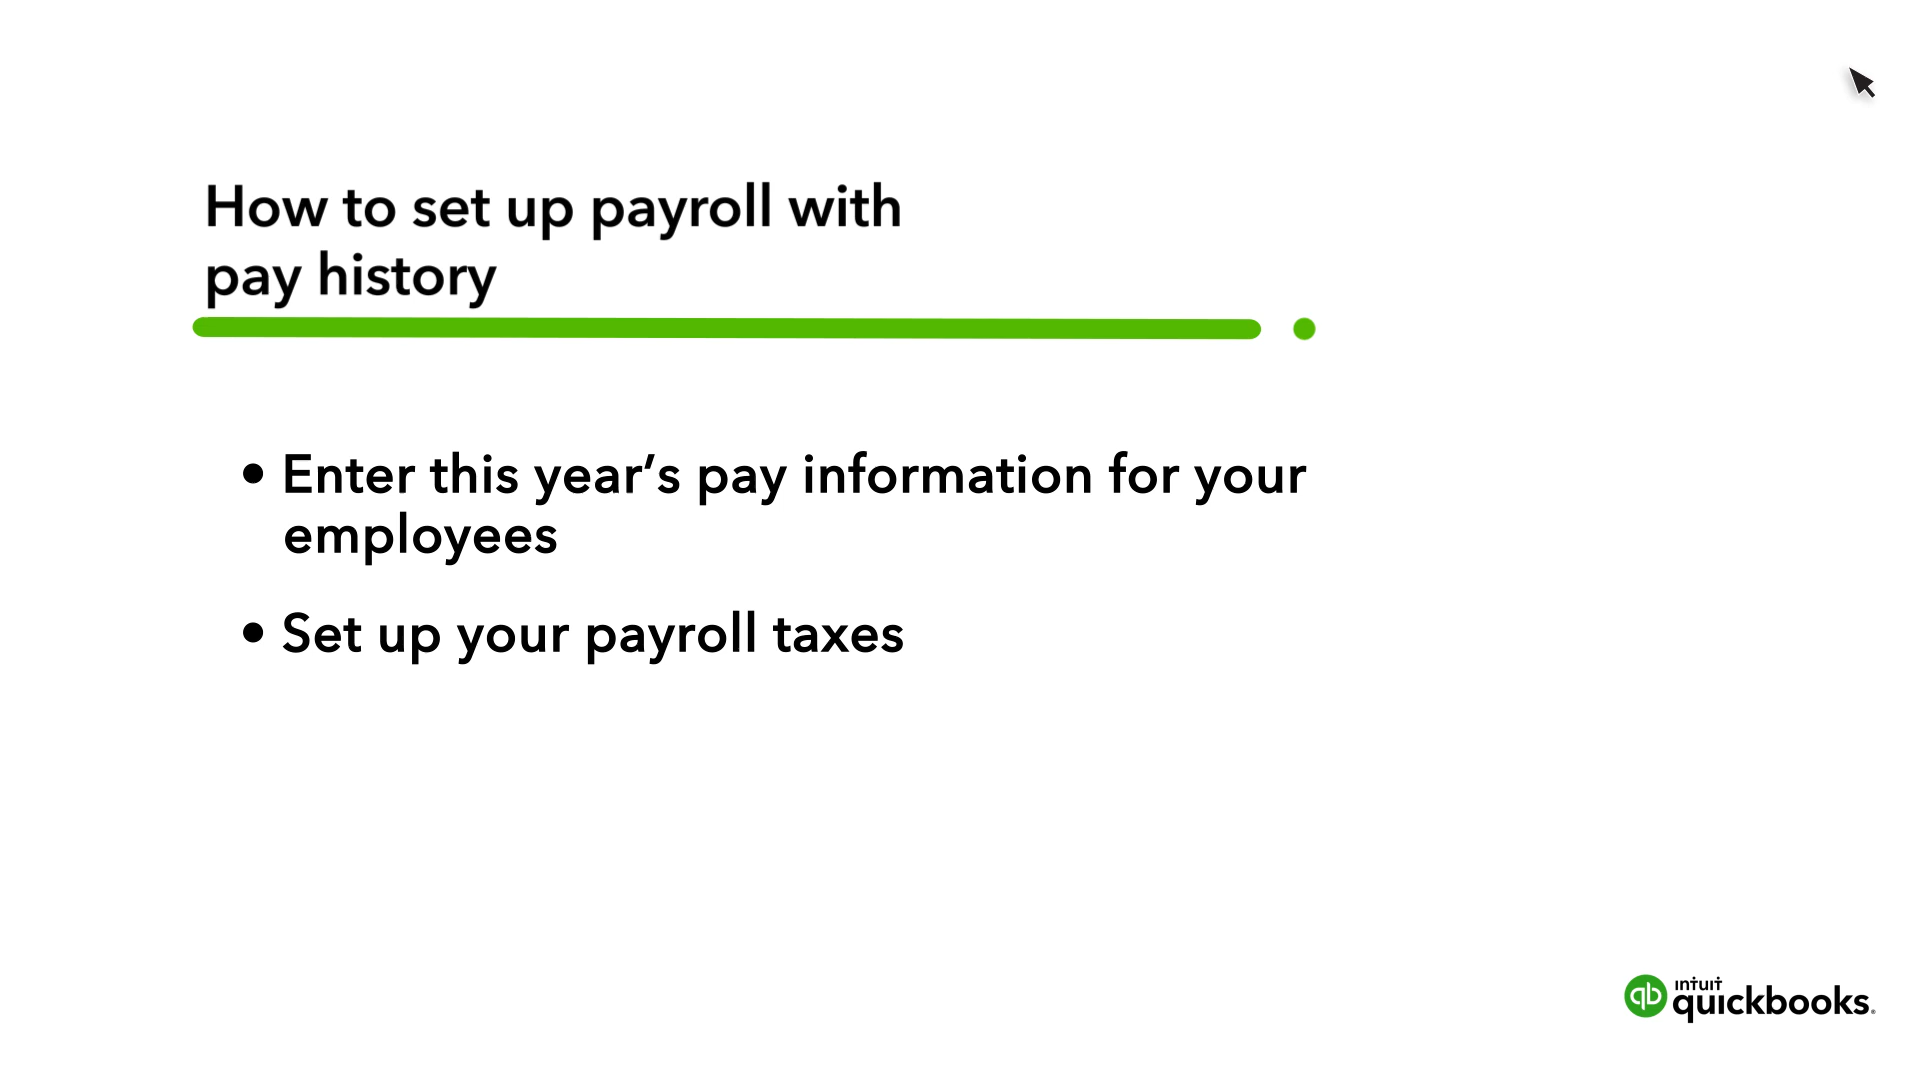 How to set up payroll with
pay history
• Enter this year’s pay information for your
employees
• Set up your payroll taxes
qb
intuit
quickbooks.